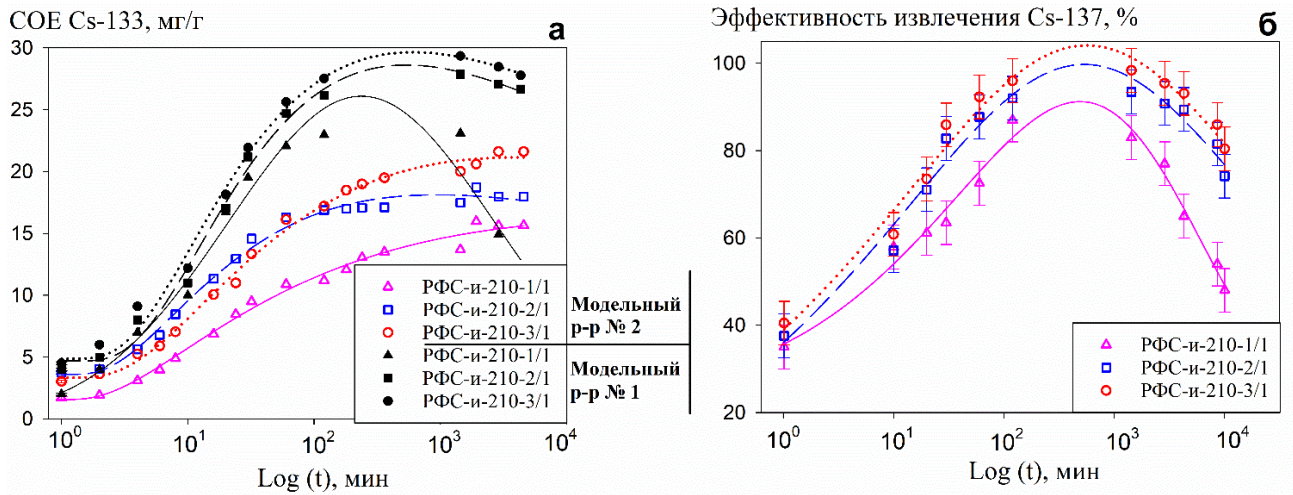 СОЕ Cs-133, мг/г
а
30
25
20
15
10
5
0
10⁰ 10¹ 10² 10³ 10⁴
Log (t), мин
РФС-и-210-1/1
РФС-и-210-2/1
РФС-и-210-3/1
Модельный
р-р № 2
РФС-и-210-1/1
РФС-и-210-2/1
РФС-и-210-3/1
Модельный
р-р № 1
Эффективность извлечения Cs-137, %
б
100
80
60
40
20
10⁰ 10¹ 10² 10³ 10⁴
Log (t), мин
РФС-и-210-1/1
РФС-и-210-2/1
РФС-и-210-3/1